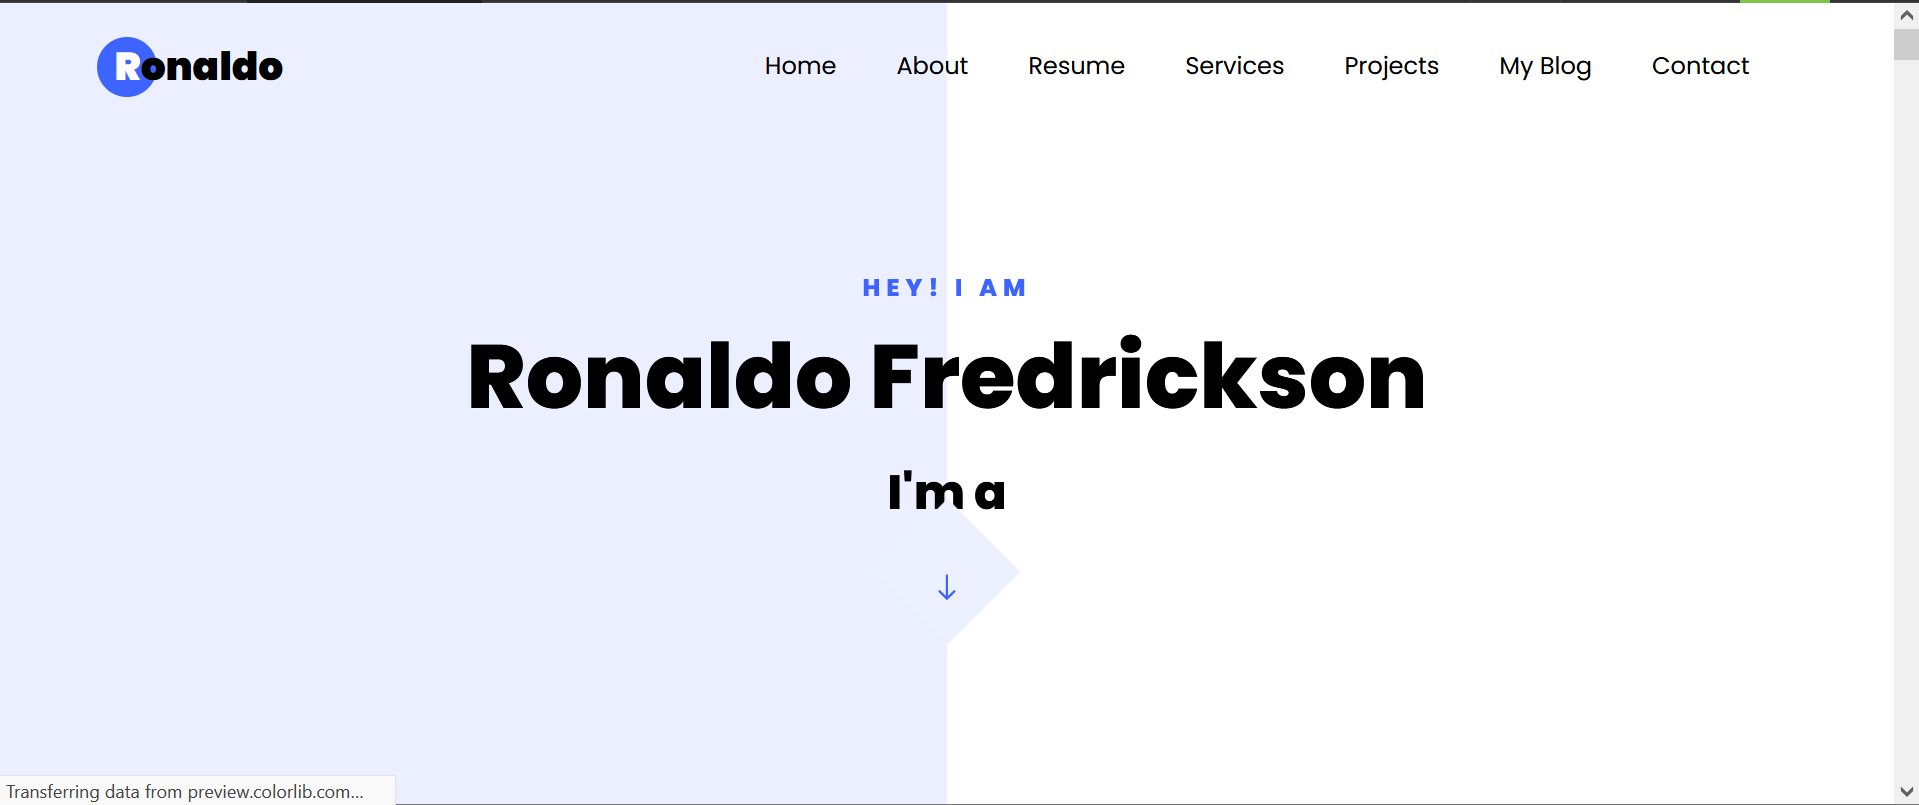 Ronaldo
Home About Resume Services Projects My Blog Contact
HEY! I AM
Ronaldo Fredrickson
I'm a
Transferring data from preview.colorlib.com...